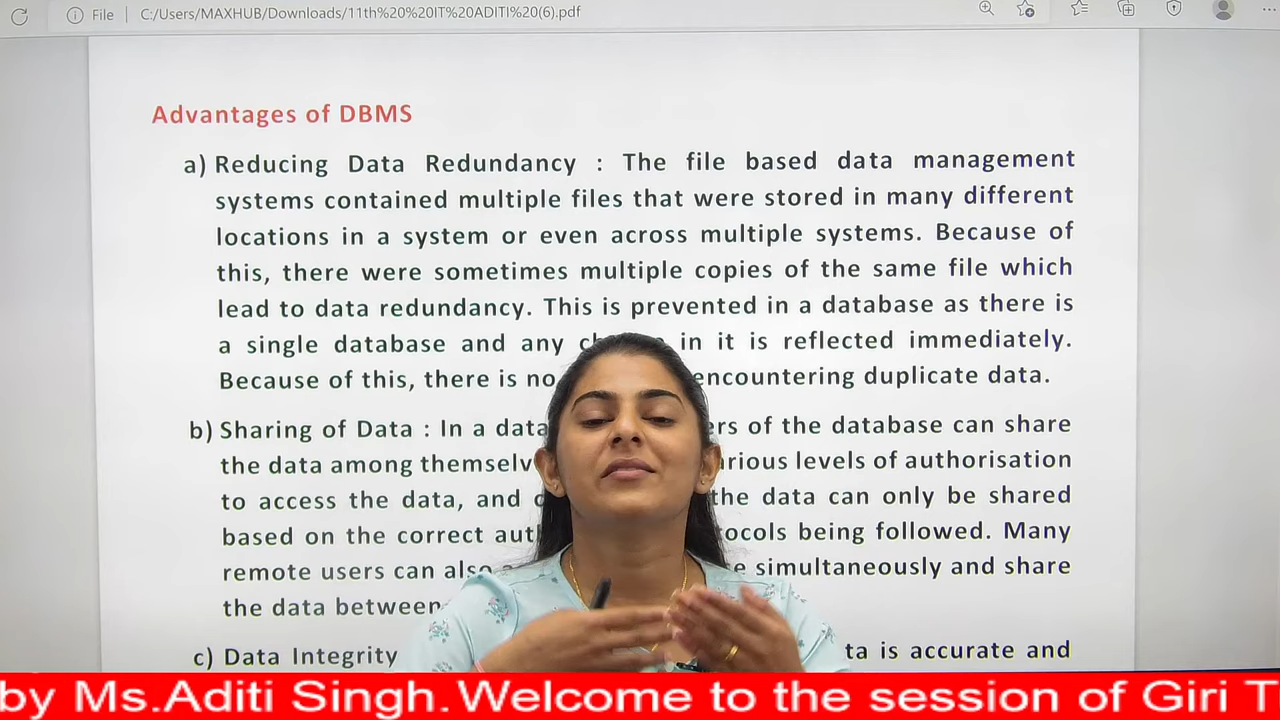 File
C:/Users/MAXHUB/Downloads/11th%20%20IT%20ADITI%20(6).pdf
Advantages of DBMS
a) Reducing Data Redundancy : The file based data management
systems contained multiple files that were stored in many different
locations in a system or even across multiple systems. Because of
this, there were sometimes multiple copies of the same file which
lead to data redundancy. This is prevented in a database as there is
a single database and any in it is reflected immediately.
Because of this, there is no encountering duplicate data.
b) Sharing of Data : In a data of the database can share
the data among themselv levels of authorisation
to access the data, and the data can only be shared
based on the correct aut being followed. Many
remote users can also simultaneously and share
the data between
c) Data Integrity ta is accurate and
by Ms.Aditi Singh.Welcome to the session of Giri T